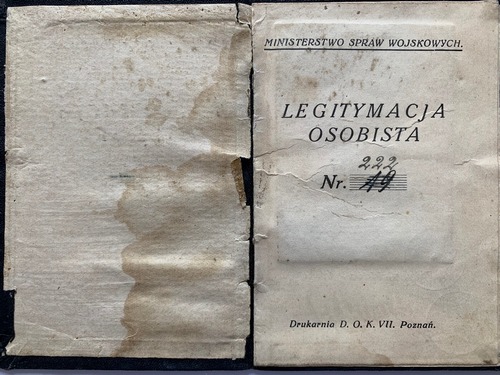 MINISTERSTWO SPRAW WOJSKOWYCH.
LEGITYMACJA
OSOBISTA
222
Nr. 19
Drukarnia D. O. K. VII. Poznań.